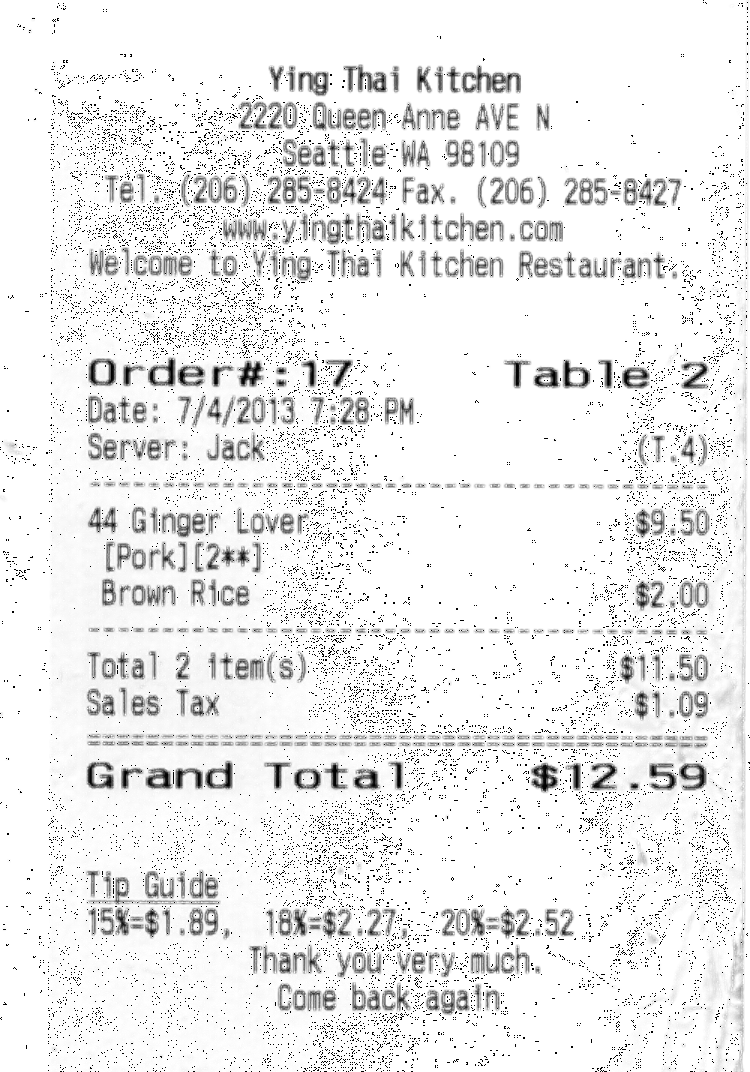 Ying Thai Kitchen
2220 Queen Anne AVE N
Seattle WA 98109
Tel. (206) 285-8424 Fax. (206) 285-8427
www.yingthaikitchen.com
Welcome to Ying Thai Kitchen Restaurant.
Order#:17 Table 2
Date: 7/4/2013 7:28 PM
Server: Jack (T.4)
44 Ginger Lover $9.50
[Pork][2**]
Brown Rice $2.00
Total 2 item(s) $11.50
Sales Tax $1.09
Grand Total $12.59
Tip Guide
15%=$1.89, 18%=$2.27, 20%=$2.52
Thank you very much.
Come back again